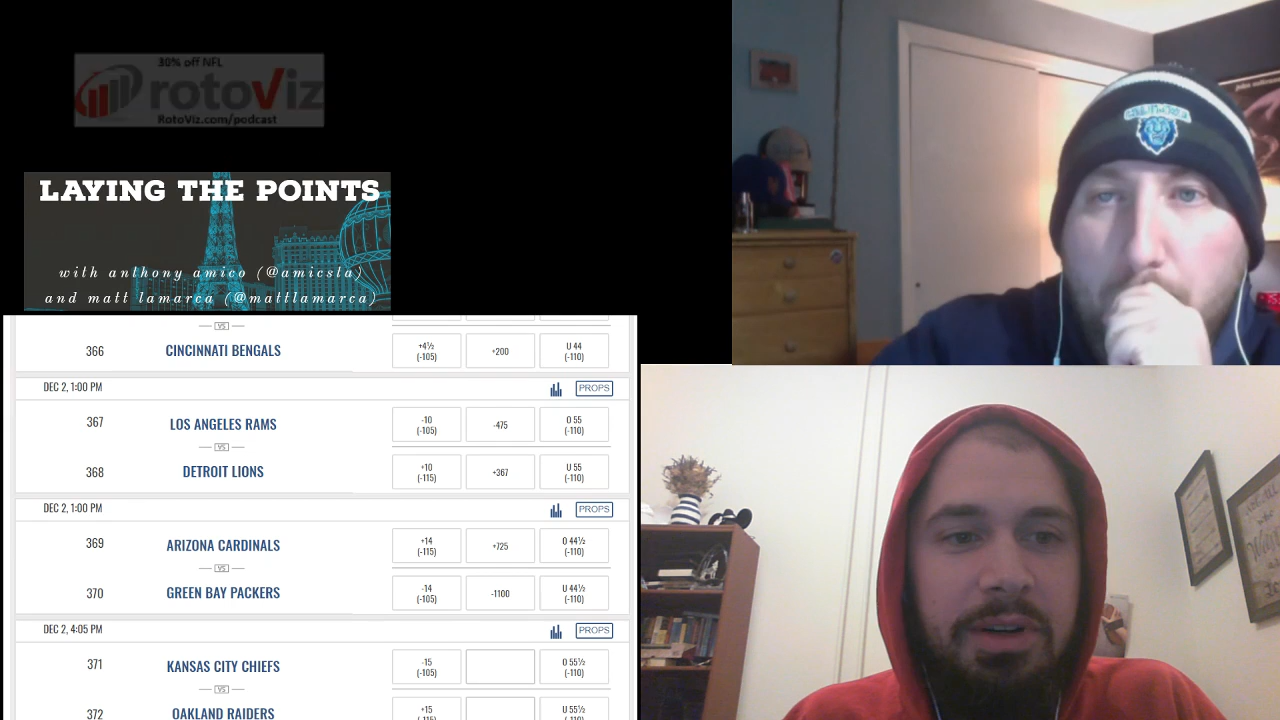 30% off NFL
rotoViz
RotoViz.com/podcast
LAYING THE POINTS
with anthony amico (@amicsta)
and matt lamarca (@mattlamarca)
VS
366 CINCINNATI BENGALS +4½ (-105) +200 U 44 (-110)
DEC 2, 1:00 PM PROPS
367 LOS ANGELES RAMS -10 (-105) -475 O 55 (-110)
VS
368 DETROIT LIONS +10 (-115) +367 U 55 (-110)
DEC 2, 1:00 PM PROPS
369 ARIZONA CARDINALS +14 (-115) +725 O 44½ (-110)
VS
370 GREEN BAY PACKERS -14 (-105) -1100 U 44½ (-110)
DEC 2, 4:05 PM PROPS
371 KANSAS CITY CHIEFS -15 (-105) O 55½ (-110)
VS
372 OAKLAND RAIDERS +15 U 55½